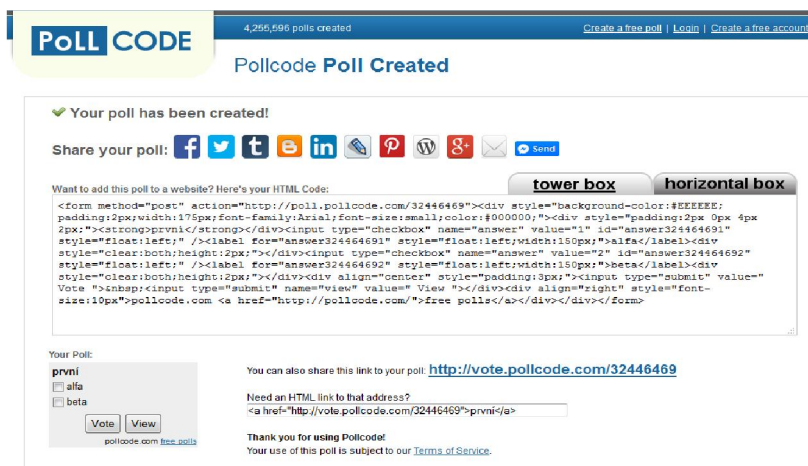 PoLL CODE
4,255,596 polls created
Create a free poll | Login | Create a free account
Pollcode Poll Created
Your poll has been created!
Share your poll:
Send
Want to add this poll to a website? Here's your HTML Code:
tower box
horizontal box
<form method="post" action="http://poll.pollcode.com/32446469"><div style="background-color:#EEEEEE;
padding:2px;width:175px;font-family:Arial;font-size:small;color:#000000;"><div style="padding:2px 0px 4px
2px;"><strong>první</strong></div><input type="checkbox" name="answer" value="1" id="answer324464691"
style="float:left;" /><label for="answer324464691" style="float:left;width:150px;">alfa</label><div
style="clear:both;height:2px;"></div><input type="checkbox" name="answer" value="2" id="answer324464692"
style="float:left;" /><label for="answer324464692" style="float:left;width:150px;">beta</label><div
style="clear:both;height:2px;"></div><div align="center" style="padding:3px;"><input type="submit" value="
Vote ">&nbsp;<input type="submit" name="view" value=" View "></div><div align="right" style="font-
size:10px">pollcode.com <a href="http://pollcode.com/">free polls</a></div></div></form>
Your Poll:
první
alfa
beta
Vote View
pollcode.com free polls
You can also share this link to your poll: http://vote.pollcode.com/32446469
Need an HTML link to that address?
<a href="http://vote.pollcode.com/32446469">první</a>
Thank you for using Pollcode!
Your use of this poll is subject to our Terms of Service.